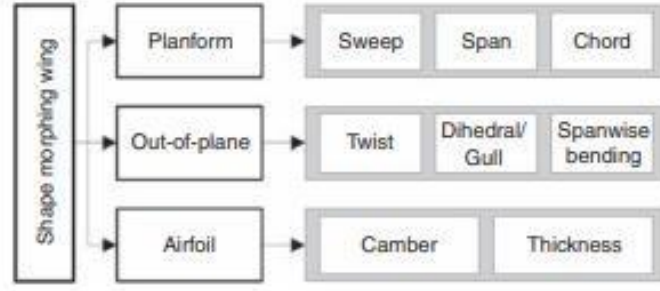 Shape morphing wing
Planform
Sweep
Span
Chord
Out-of-plane
Twist
Dihedral/
Gull
Spanwise
bending
Airfoil
Camber
Thickness